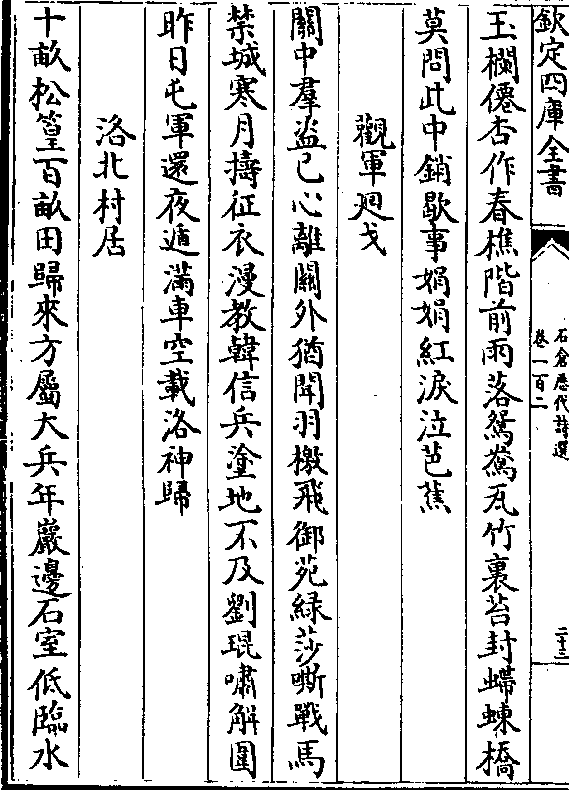 欽定四庫全書
石倉歷代詩選
卷一百二
二十三
玉欄僊杏作春樵階前雨落鴛鴦瓦竹裏苔封螮蝀橋
莫問此中銷歇事娟娟紅淚泣芭蕉
觀軍廻戈
關中羣盜已心離關外猶聞羽檄飛御苑緑莎嘶戰馬
禁城寒月擣征衣漫教韓信兵塗地不及劉琨嘯解圍
昨日屯軍還夜遁滿車空載洛神歸
洛北村居
十畝松篁百畝田歸來方屬大兵年巖邊石室低臨水